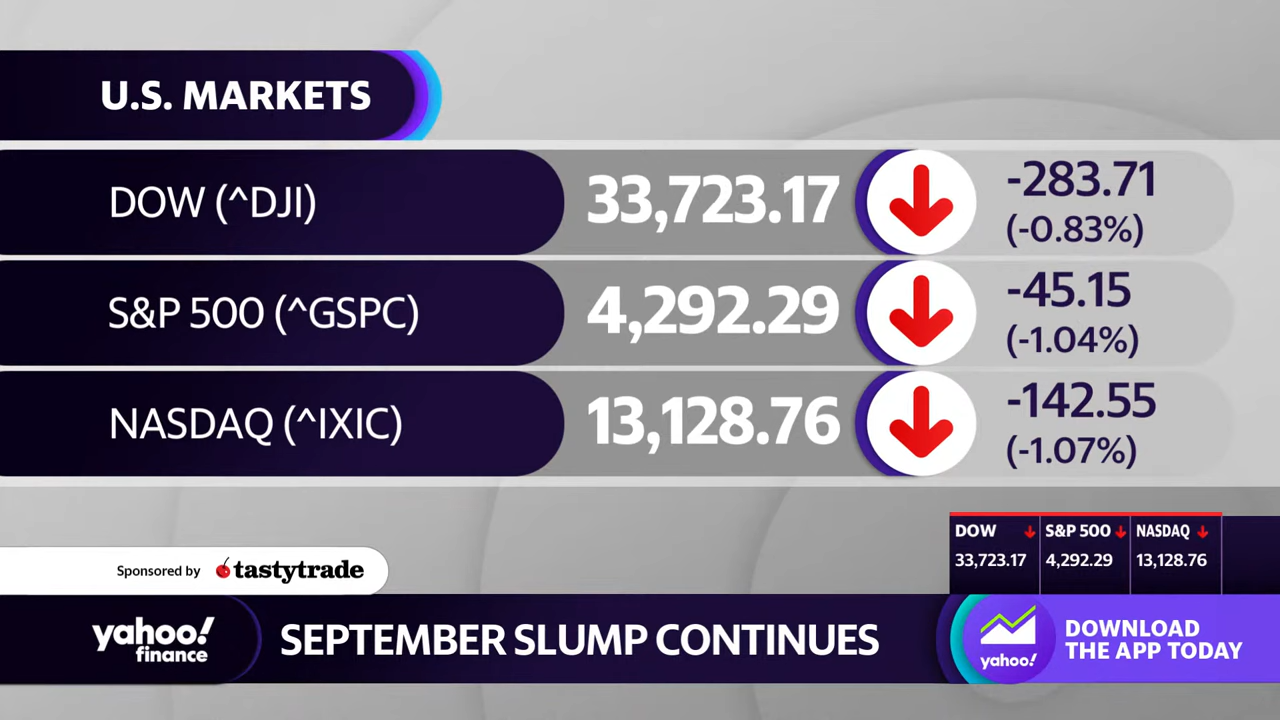 U.S. MARKETS
DOW (^DJI) 33,723.17 -283.71
(-0.83%)
S&P 500 (^GSPC) 4,292.29 -45.15
(-1.04%)
NASDAQ (^IXIC) 13,128.76 -142.55
(-1.07%)
DOW S&P 500 NASDAQ
33,723.17 4,292.29 13,128.76
Sponsored by tastytrade
yahoo!
finance
SEPTEMBER SLUMP CONTINUES
yahoo!
DOWNLOAD
THE APP TODAY